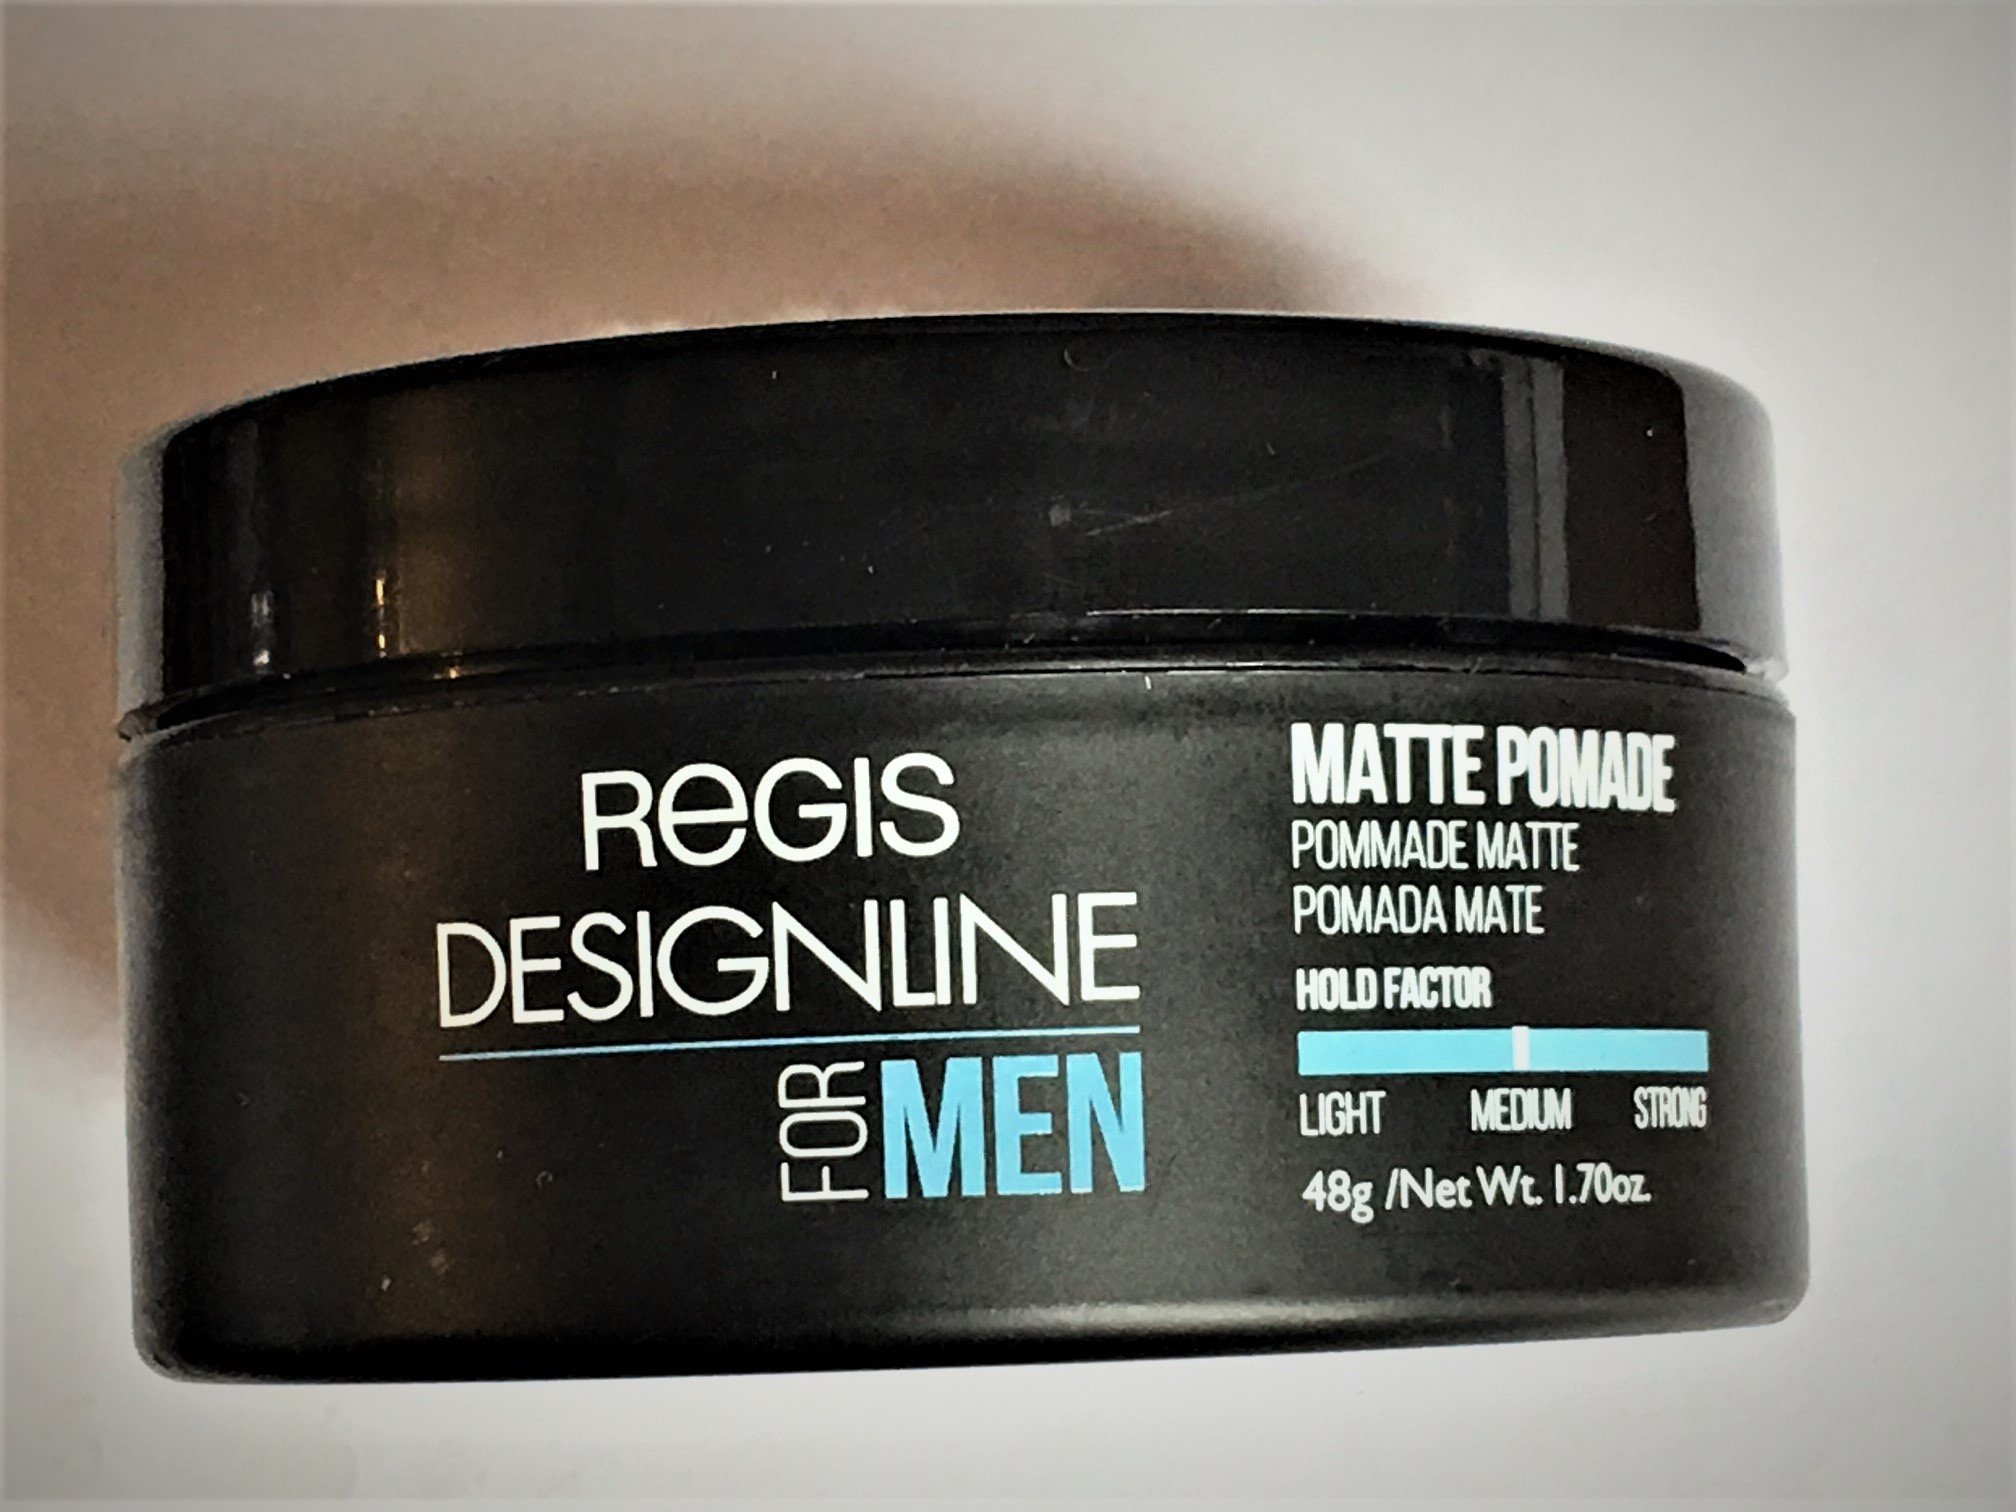 ReGIS
DESIGNLINE
FOR MEN
MATTE POMADE
POMMADE MATTE
POMADA MATE
HOLD FACTOR
LIGHT MEDIUM STRONG
48g /Net Wt. 1.70oz.